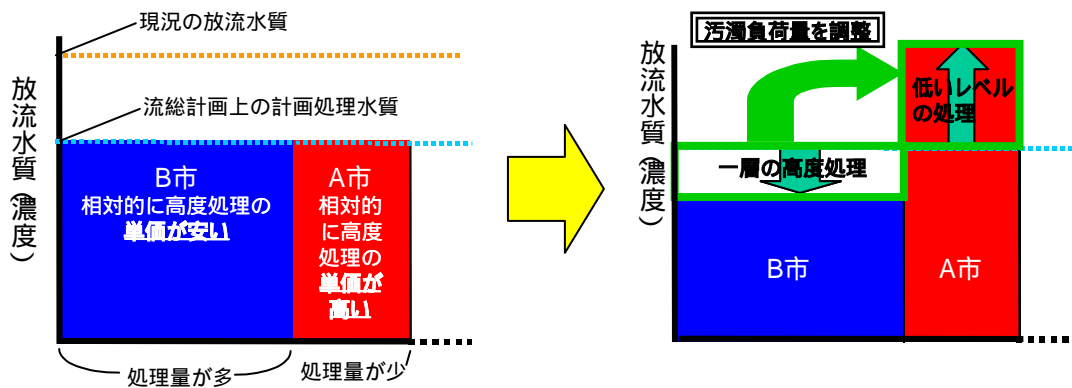 現況の放流水質
放流水質(濃度)
流総計画上の計画処理水質
B市
相対的に高度処理の
単価が安い
A市
相対的
に高度
処理の
単価が
高い
処理量が多
処理量が少
汚濁負荷量を調整
放流水質(濃度)
低いレベル
の処理
一層の高度処理
B市
A市